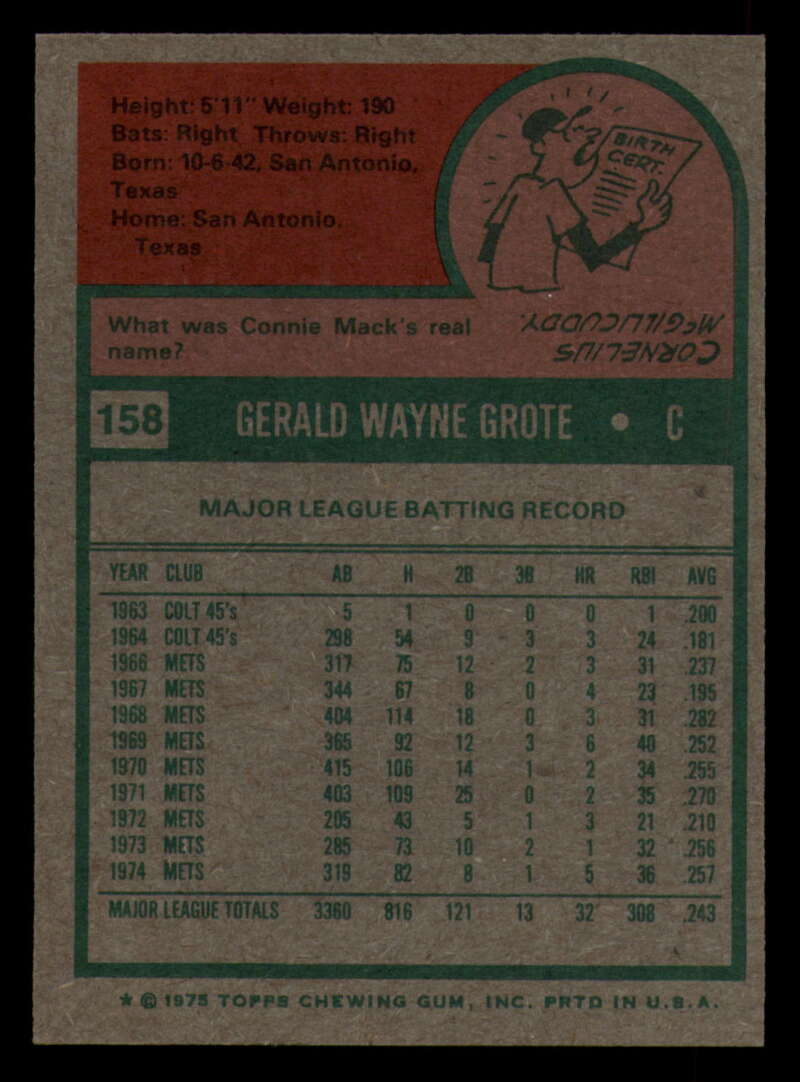 Height: 5'11" Weight: 190
Bats: Right Throws: Right
Born: 10-6-42, San Antonio,
Texas
Home: San Antonio,
Texas
BIRTH
CERT.
What was Connie Mack's real
name?
CORNELIUS
McGILLICUDDY.
158 GERALD WAYNE GROTE • C
MAJOR LEAGUE BATTING RECORD
YEAR CLUB AB H 2B 3B HR RBI AVG
1963 COLT 45's 5 1 0 0 0 1 .200
1964 COLT 45's 298 54 9 3 3 24 .181
1966 METS 317 75 12 2 3 31 .237
1967 METS 344 67 8 0 4 23 .195
1968 METS 404 114 18 0 3 31 .282
1969 METS 365 92 12 3 6 40 .252
1970 METS 415 106 14 1 2 34 .255
1971 METS 403 109 25 0 2 35 .270
1972 METS 205 43 5 1 3 21 .210
1973 METS 285 73 10 2 1 32 .256
1974 METS 319 82 8 1 5 36 .257
MAJOR LEAGUE TOTALS 3360 816 121 13 32 308 .243
★ © 1975 TOPPS CHEWING GUM, INC. PRTD IN U.S.A.